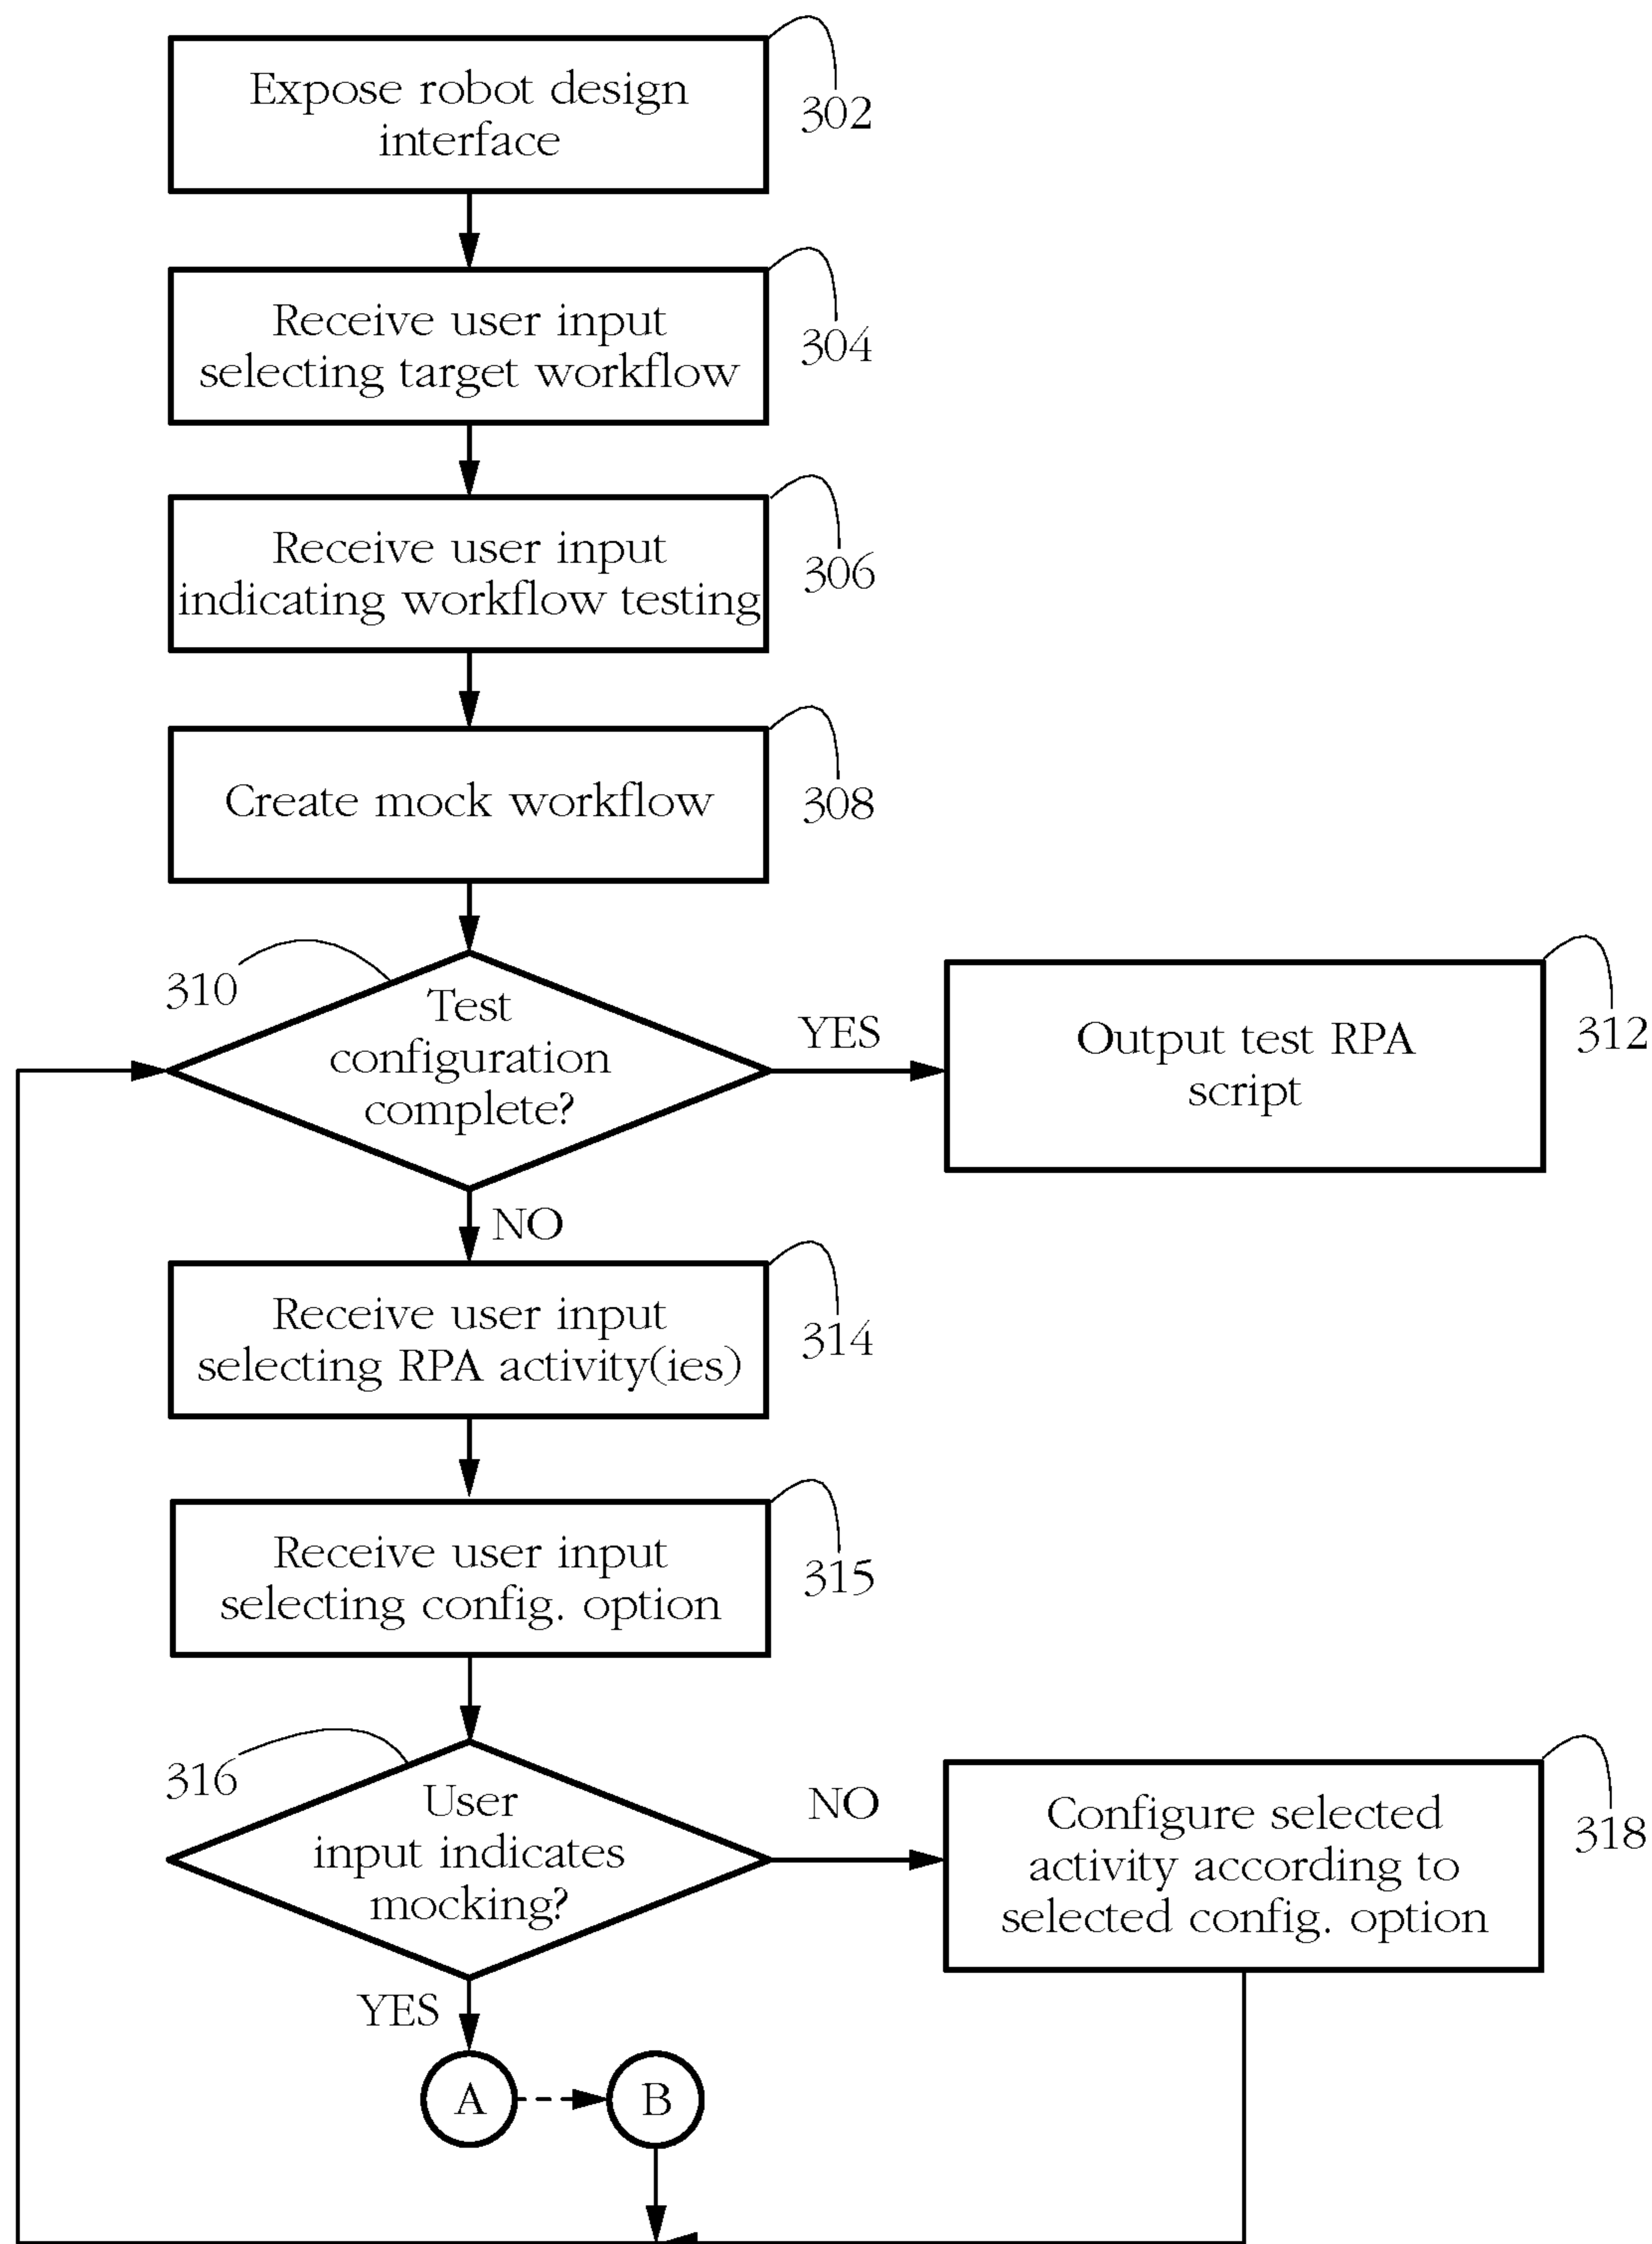 Expose robot design
interface
302
Receive user input
selecting target workflow
304
Receive user input
indicating workflow testing
306
Create mock workflow
308
310
Test
configuration
complete?
YES
Output test RPA
script
312
NO
Receive user input
selecting RPA activity(ies)
314
Receive user input
selecting config. option
315
316
User
input indicates
mocking?
NO
Configure selected
activity according to
selected config. option
318
YES
A
B